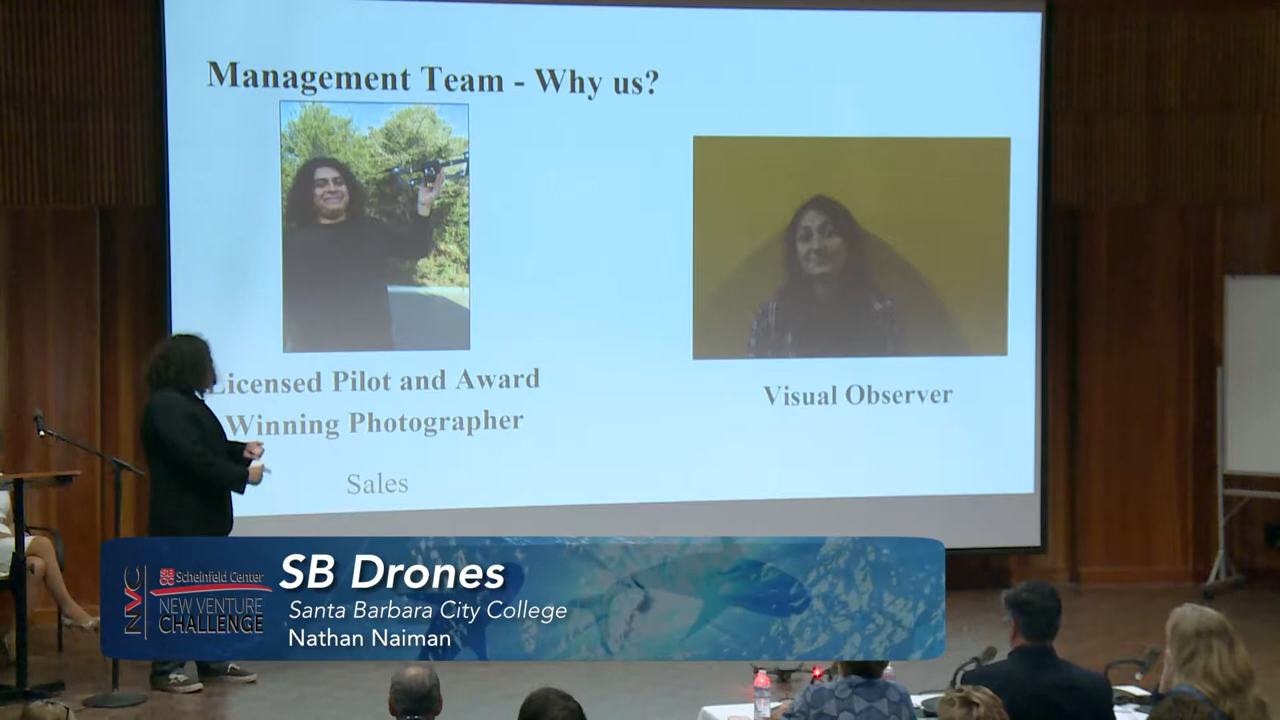 Management Team - Why us?
Licensed Pilot and Award
Winning Photographer
Sales
Visual Observer
NVC
SBCC Scheinfeld Center
NEW VENTURE
CHALLENGE
SB Drones
Santa Barbara City College
Nathan Naiman